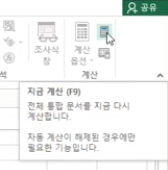 공유
조사식
창
계산
옵션
계산
석
지금 계산 (F9)
전체 통합 문서를 지금 다시
계산합니다.
자동 계산이 해제된 경우에만
필요한 기능입니다.